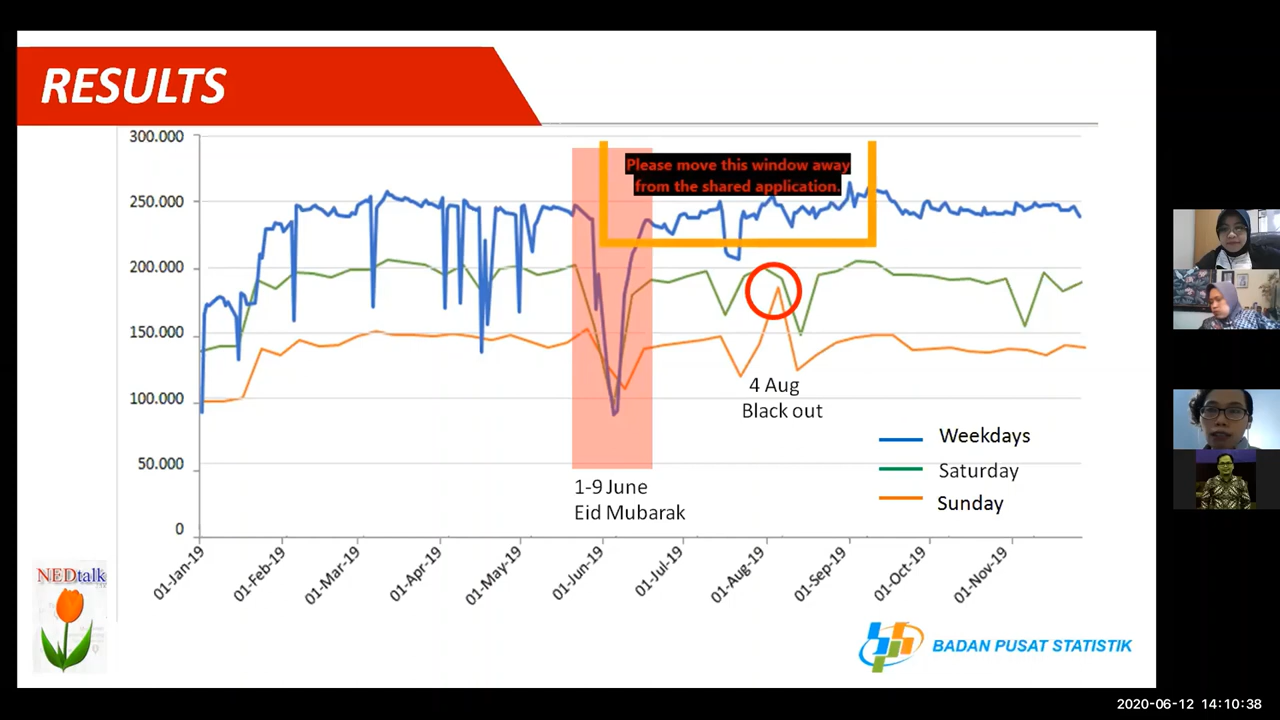 RESULTS
300.000
250.000
200.000
150.000
100.000
50.000
0
Please move this window away
from the shared application.
4 Aug
Black out
1-9 June
Eid Mubarak
Weekdays
Saturday
Sunday
01-Jan-19
01-Feb-19
01-Mar-19
01-Apr-19
01-May-19
01-Jun-19
01-Jul-19
01-Aug-19
01-Sep-19
01-Oct-19
01-Nov-19
NEDtalk
BADAN PUSAT STATISTIK
2020-06-12 14:10:38